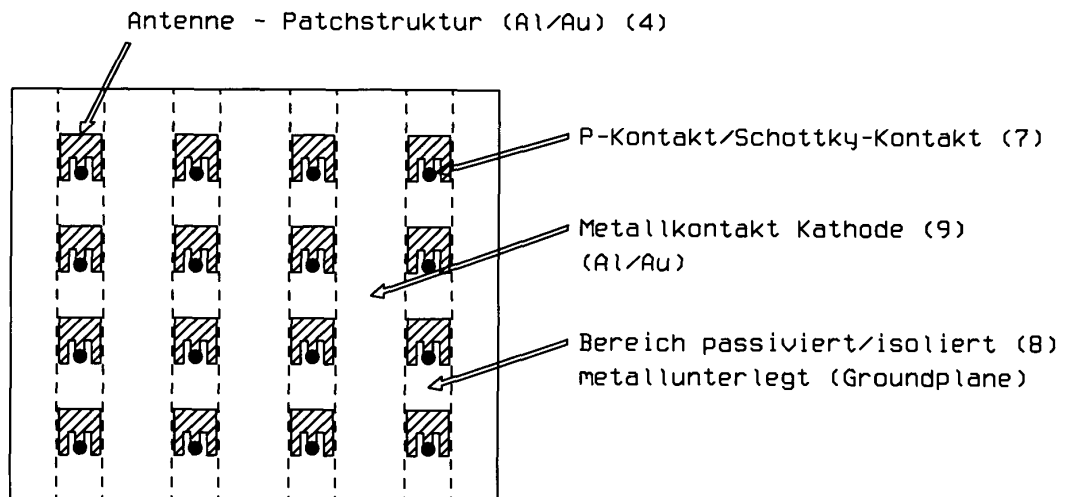 Antenne - Patchstruktur (Al/Au) (4)
P-Kontakt/Schottky-Kontakt (7)
Metallkontakt Kathode (9)
(Al/Au)
Bereich passiviert/isoliert (8)
metallunterlegt (Groundplane)